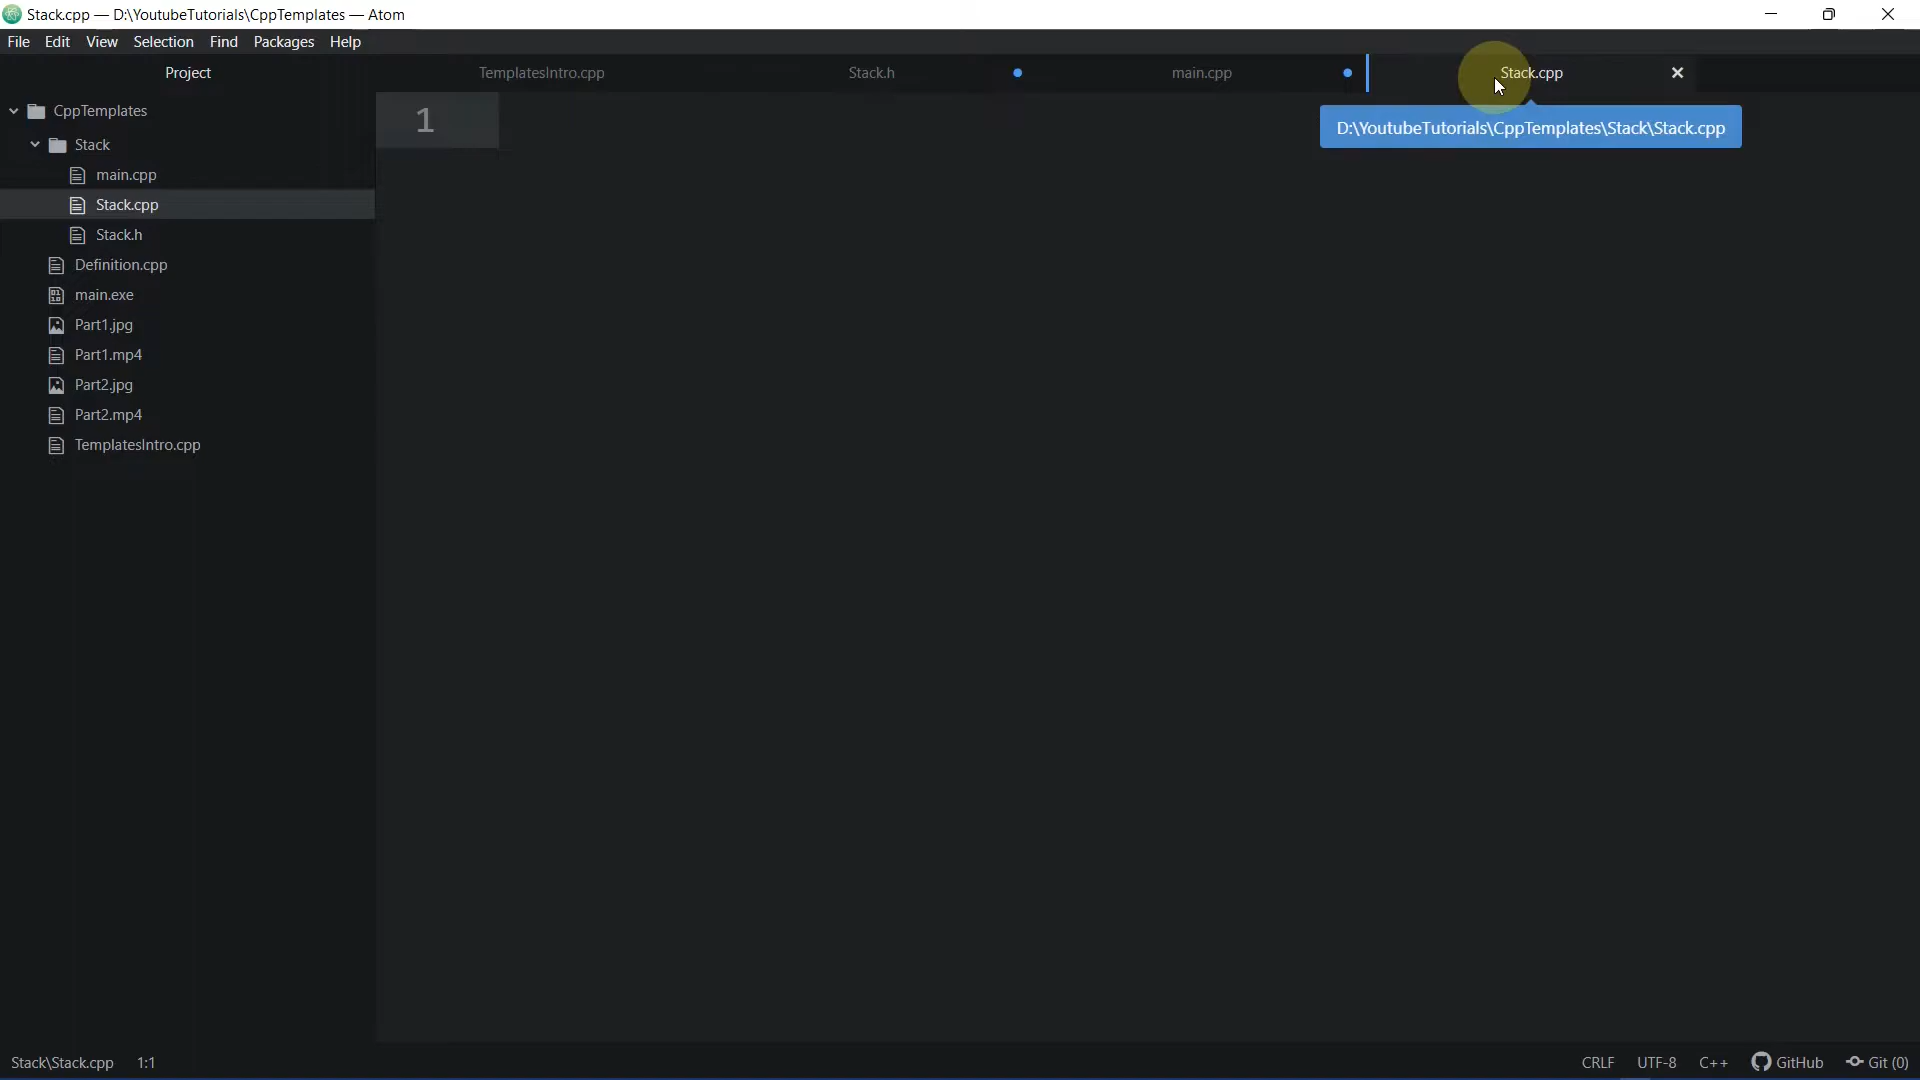 Stack.cpp — D:\YoutubeTutorials\CppTemplates — Atom
File Edit View Selection Find Packages Help
Project
TemplatesIntro.cpp Stack.h main.cpp Stack.cpp
D:\YoutubeTutorials\CppTemplates\Stack\Stack.cpp
1
CppTemplates
Stack
main.cpp
Stack.cpp
Stack.h
Definition.cpp
main.exe
Part1.jpg
Part1.mp4
Part2.jpg
Part2.mp4
TemplatesIntro.cpp
Stack\Stack.cpp 1:1 CRLF UTF-8 C++ GitHub Git (0)